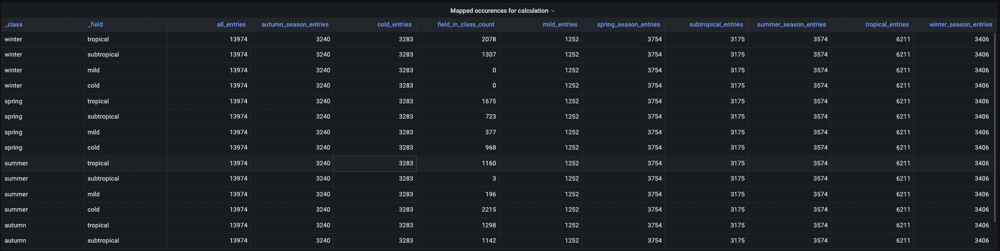 Mapped occurences for calculation
_class _field all_entries autumn_season_entries cold_entries field_in_class_count mild_entries spring_season_entries subtropical_entries summer_season_entries tropical_entries winter_season_entries
winter tropical 13974 3240 3283 2078 1252 3754 3175 3574 6211 3406
winter subtropical 13974 3240 3283 1307 1252 3754 3175 3574 6211 3406
winter mild 13974 3240 3283 0 1252 3754 3175 3574 6211 3406
winter cold 13974 3240 3283 0 1252 3754 3175 3574 6211 3406
spring tropical 13974 3240 3283 1675 1252 3754 3175 3574 6211 3406
spring subtropical 13974 3240 3283 723 1252 3754 3175 3574 6211 3406
spring mild 13974 3240 3283 377 1252 3754 3175 3574 6211 3406
spring cold 13974 3240 3283 968 1252 3754 3175 3574 6211 3406
summer tropical 13974 3240 3283 1160 1252 3754 3175 3574 6211 3406
summer subtropical 13974 3240 3283 3 1252 3754 3175 3574 6211 3406
summer mild 13974 3240 3283 196 1252 3754 3175 3574 6211 3406
summer cold 13974 3240 3283 2215 1252 3754 3175 3574 6211 3406
autumn tropical 13974 3240 3283 1298 1252 3754 3175 3574 6211 3406
autumn subtropical 13974 3240 3283 1142 1252 3754 3175 3574 6211 3406